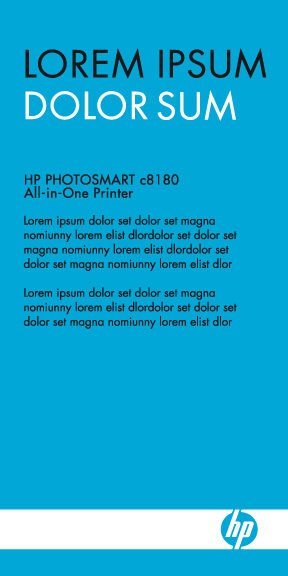 LOREM IPSUM
DOLOR SUM
HP PHOTOSMART c8180
All-in-One Printer
Lorem ipsum dolor set dolor set magna
nomiunny lorem elist dlordolor set dolor set
magna nomiunny lorem elist dlordolor set
dolor set magna nomiunny lorem elist dlor
Lorem ipsum dolor set dolor set magna
nomiunny lorem elist dlordolor set dolor set
dolor set magna nomiunny lorem elist dlor
hp